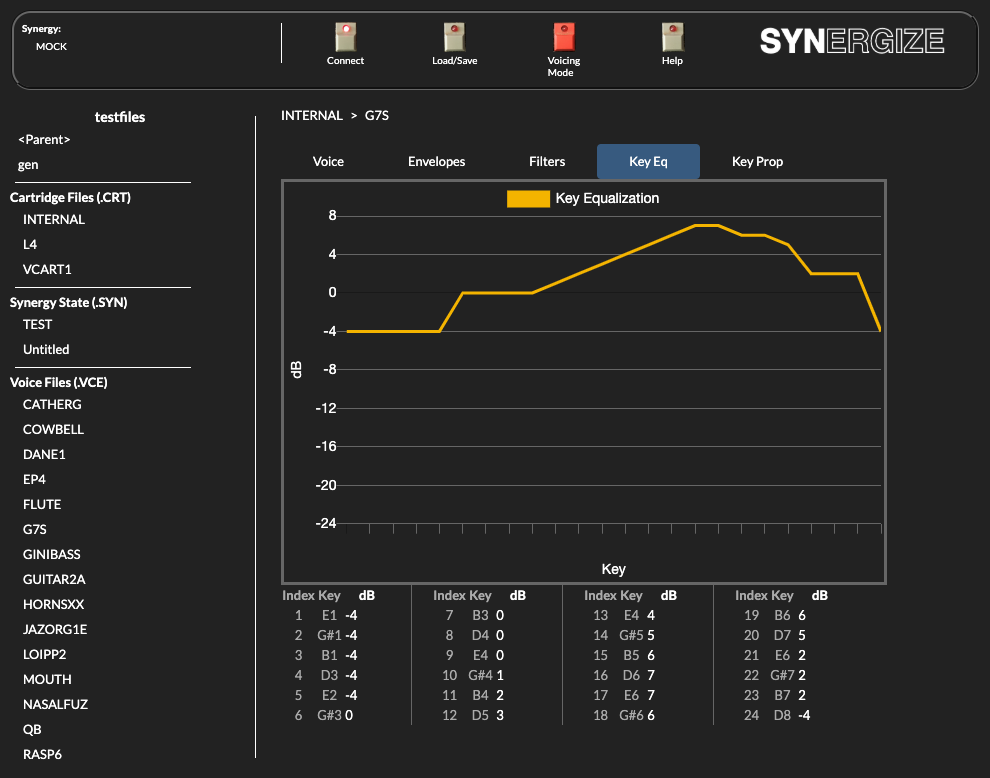 Synergy:
MOCK
Connect
Load/Save
Voicing
Mode
Help
SYNERGIZE
testfiles
<Parent>
gen
Cartridge Files (.CRT)
INTERNAL
L4
VCART1
Synergy State (.SYN)
TEST
Untitled
Voice Files (.VCE)
CATHERG
COWBELL
DANE1
EP4
FLUTE
G7S
GINIBASS
GUITAR2A
HORNSXX
JAZORG1E
LOIPP2
MOUTH
NASALFUZ
QB
RASP6
INTERNAL > G7S
Voice Envelopes Filters Key Eq Key Prop
Key Equalization
8
4
0
-4
-8
-12
-16
-20
-24
dB
Key
Index Key dB Index Key dB Index Key dB Index Key dB
1 E1 -4 7 B3 0 13 E4 4 19 B6 6
2 G#1 -4 8 D4 0 14 G#5 5 20 D7 5
3 B1 -4 9 E4 0 15 B5 6 21 E6 2
4 D3 -4 10 G#4 1 16 D6 7 22 G#7 2
5 E2 -4 11 B4 2 17 E6 7 23 B7 2
6 G#3 0 12 D5 3 18 G#6 6 24 D8 -4